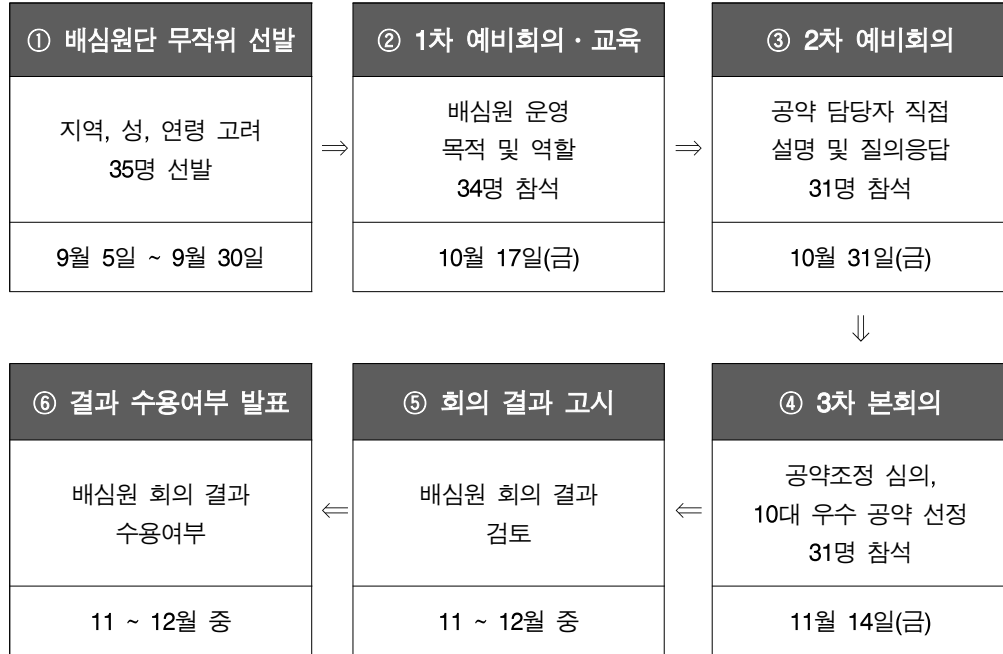 ① 배심원단 무작위 선발
지역, 성, 연령 고려
35명 선발
9월 5일 ~ 9월 30일
⇒
② 1차 예비회의 · 교육
배심원 운영
목적 및 역할
34명 참석
10월 17일(금)
⇒
③ 2차 예비회의
공약 담당자 직접
설명 및 질의응답
31명 참석
10월 31일(금)
⇓
④ 3차 본회의
공약조정 심의,
10대 우수 공약 선정
31명 참석
11월 14일(금)
⇐
⑤ 회의 결과 고시
배심원 회의 결과
검토
11 ~ 12월 중
⇐
⑥ 결과 수용여부 발표
배심원 회의 결과
수용여부
11 ~ 12월 중